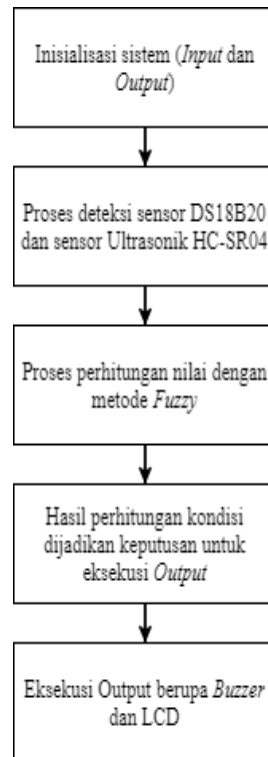 Inisialisasi sistem (Input dan
Output)
Proses deteksi sensor DS18B20
dan sensor Ultrasonik HC-SR04
Proses perhitungan nilai dengan
metode Fuzzy
Hasil perhitungan kondisi
dijadikan keputusan untuk
eksekusi Output
Eksekusi Output berupa Buzzer
dan LCD